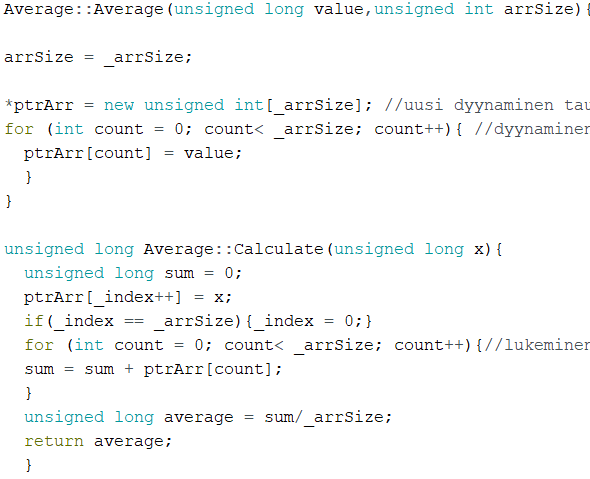 Average::Average(unsigned long value,unsigned int arrSize){
arrSize = _arrSize;
*ptrArr = new unsigned int[_arrSize]; //uusi dyynaminen tau
for (int count = 0; count< _arrSize; count++){ //dyynaminen
ptrArr[count] = value;
}
}
unsigned long Average::Calculate(unsigned long x){
unsigned long sum = 0;
ptrArr[_index++] = x;
if(_index == _arrSize){_index = 0;}
for (int count = 0; count< _arrSize; count++){//lukeminen
sum = sum + ptrArr[count];
}
unsigned long average = sum/_arrSize;
return average;
}